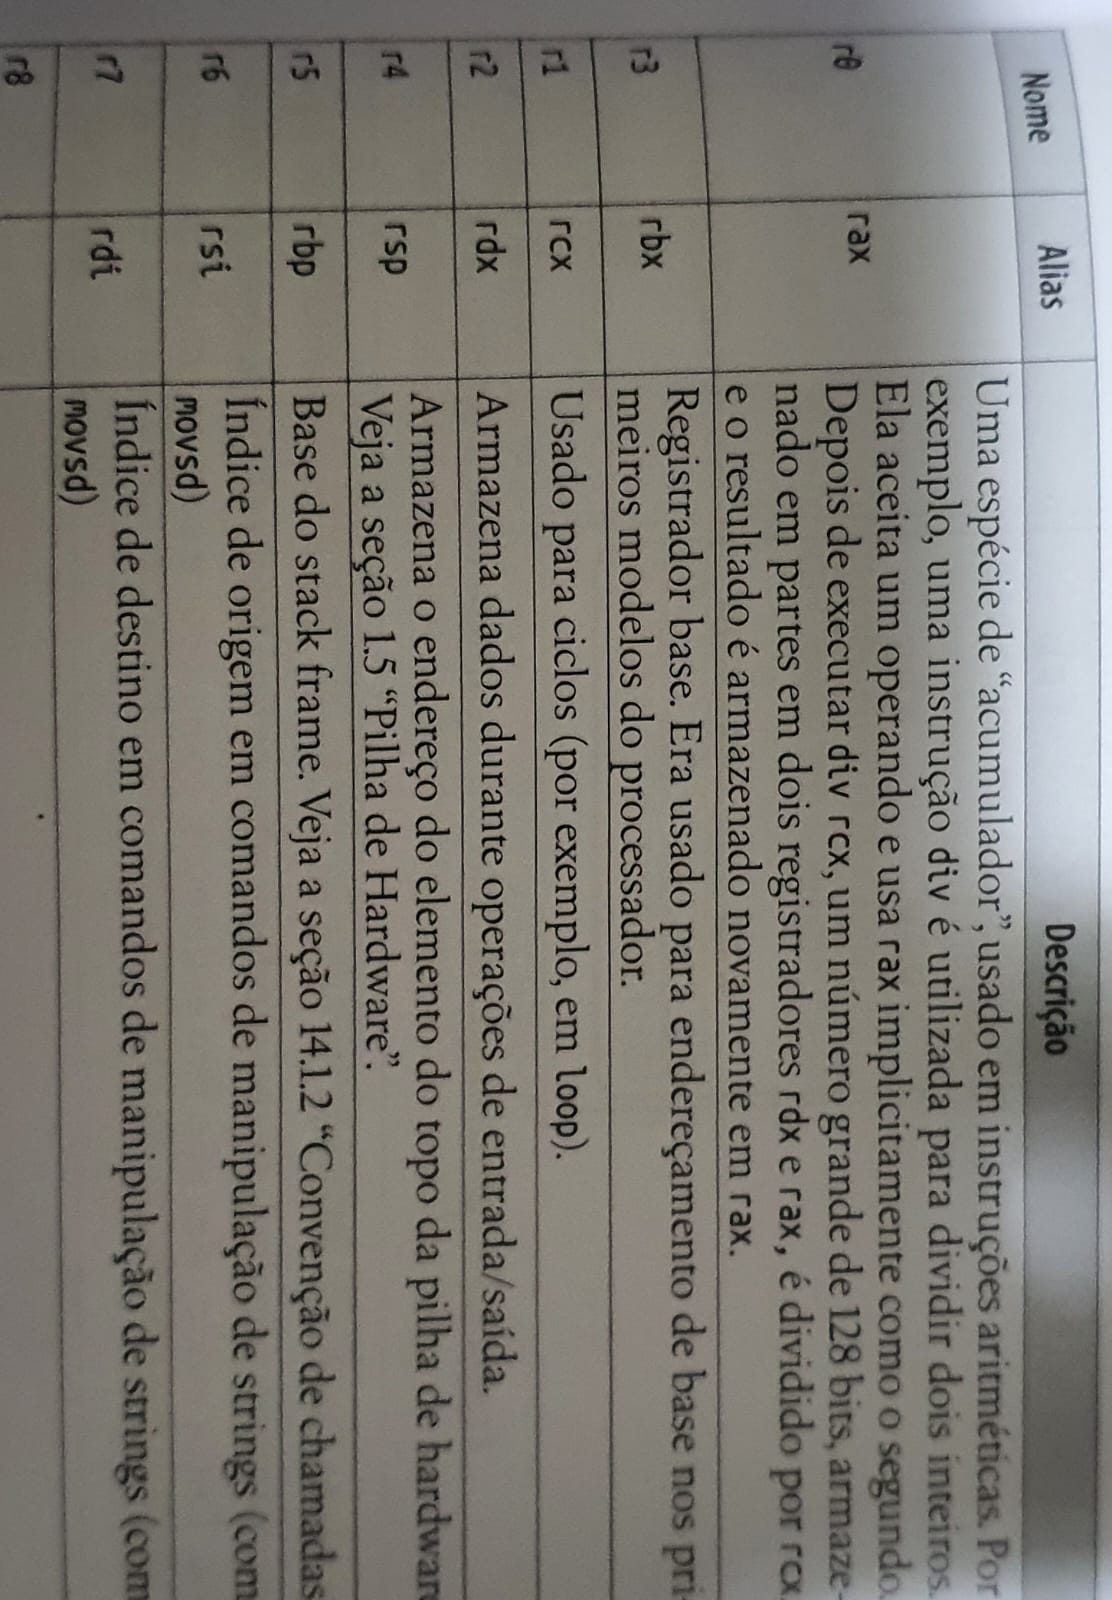 Nome Alias Descrição
r0 rax Uma espécie de “acumulador”, usado em instruções aritméticas. Por
exemplo, uma instrução div é utilizada para dividir dois inteiros.
Ela aceita um operando e usa rax implicitamente como o segundo.
Depois de executar div rcx, um número grande de 128 bits, armaze-
nado em partes em dois registradores rdx e rax, é dividido por rcx
e o resultado é armazenado novamente em rax.
r3 rbx Registrador base. Era usado para endereçamento de base nos pri-
meiros modelos do processador.
r1 rcx Usado para ciclos (por exemplo, em loop).
r2 rdx Armazena dados durante operações de entrada/saída.
r4 rsp Armazena o endereço do elemento do topo da pilha de hardwar
Veja a seção 1.5 “Pilha de Hardware”.
r5 rbp Base do stack frame. Veja a seção 14.1.2 “Convenção de chamadas
r6 rsi Índice de origem em comandos de manipulação de strings (com
movsd)
r7 rdi Índice de destino em comandos de manipulação de strings (com
movsd)
r8